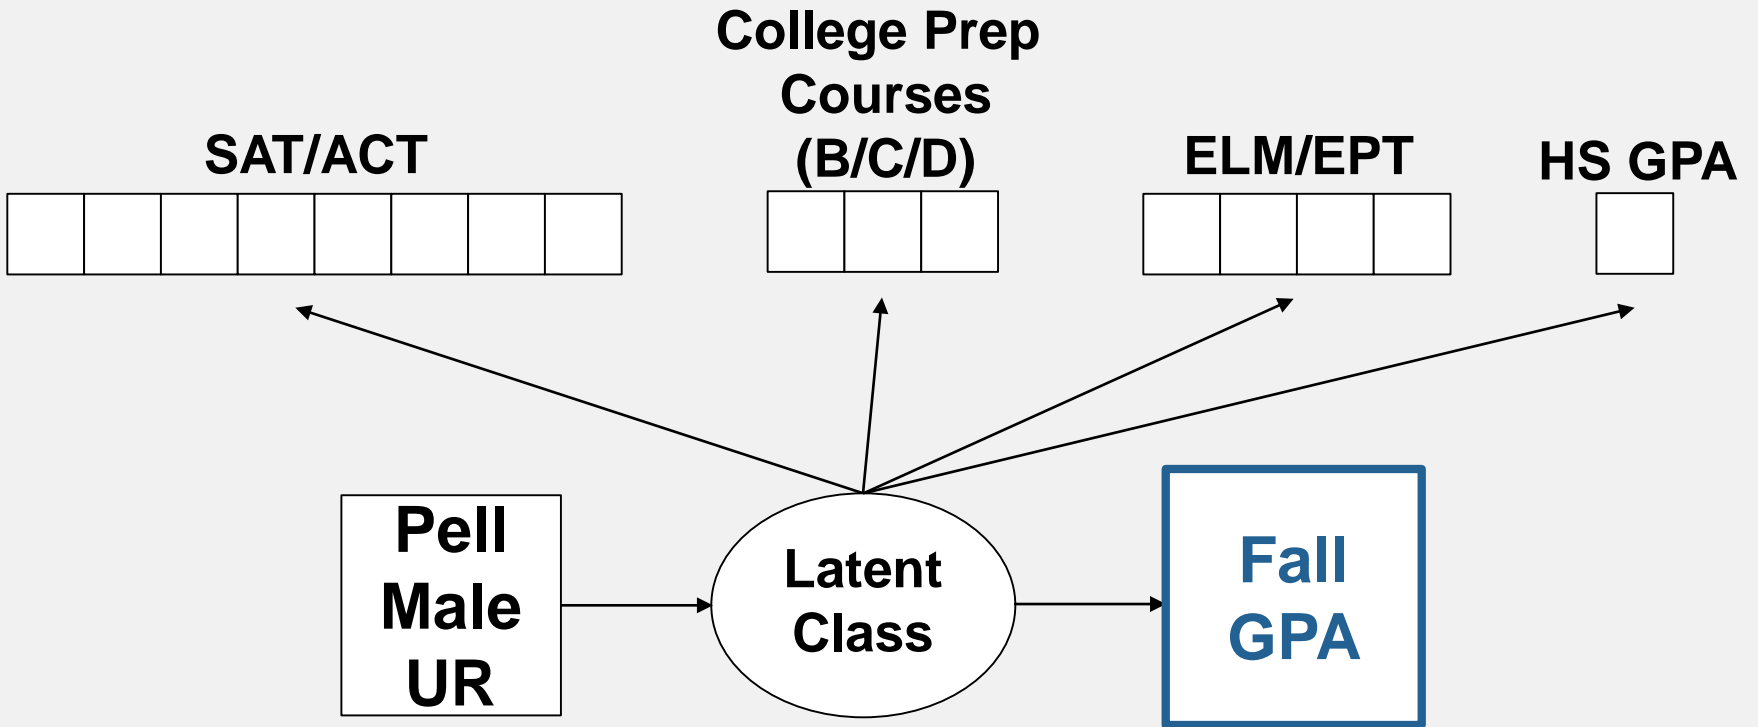 College Prep
Courses
(B/C/D)
SAT/ACT
ELM/EPT
HS GPA
Pell
Male
UR
Latent
Class
Fall
GPA